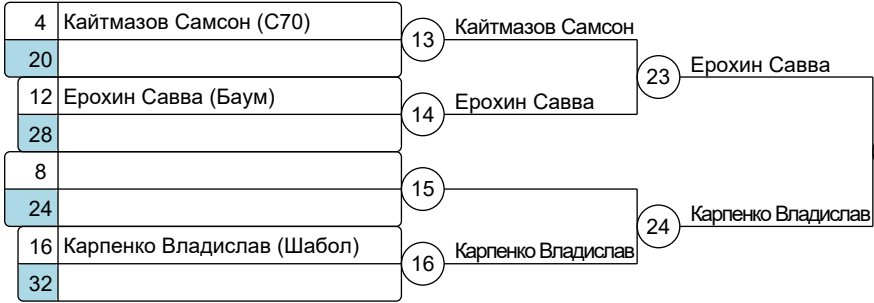 4 Кайтмазов Самсон (С70)
20
13 Кайтмазов Самсон
12 Ерохин Савва (Баум)
28
14 Ерохин Савва
23 Ерохин Савва
8
24
15
16 Карпенко Владислав (Шабол)
32
16 Карпенко Владислав
24 Карпенко Владислав